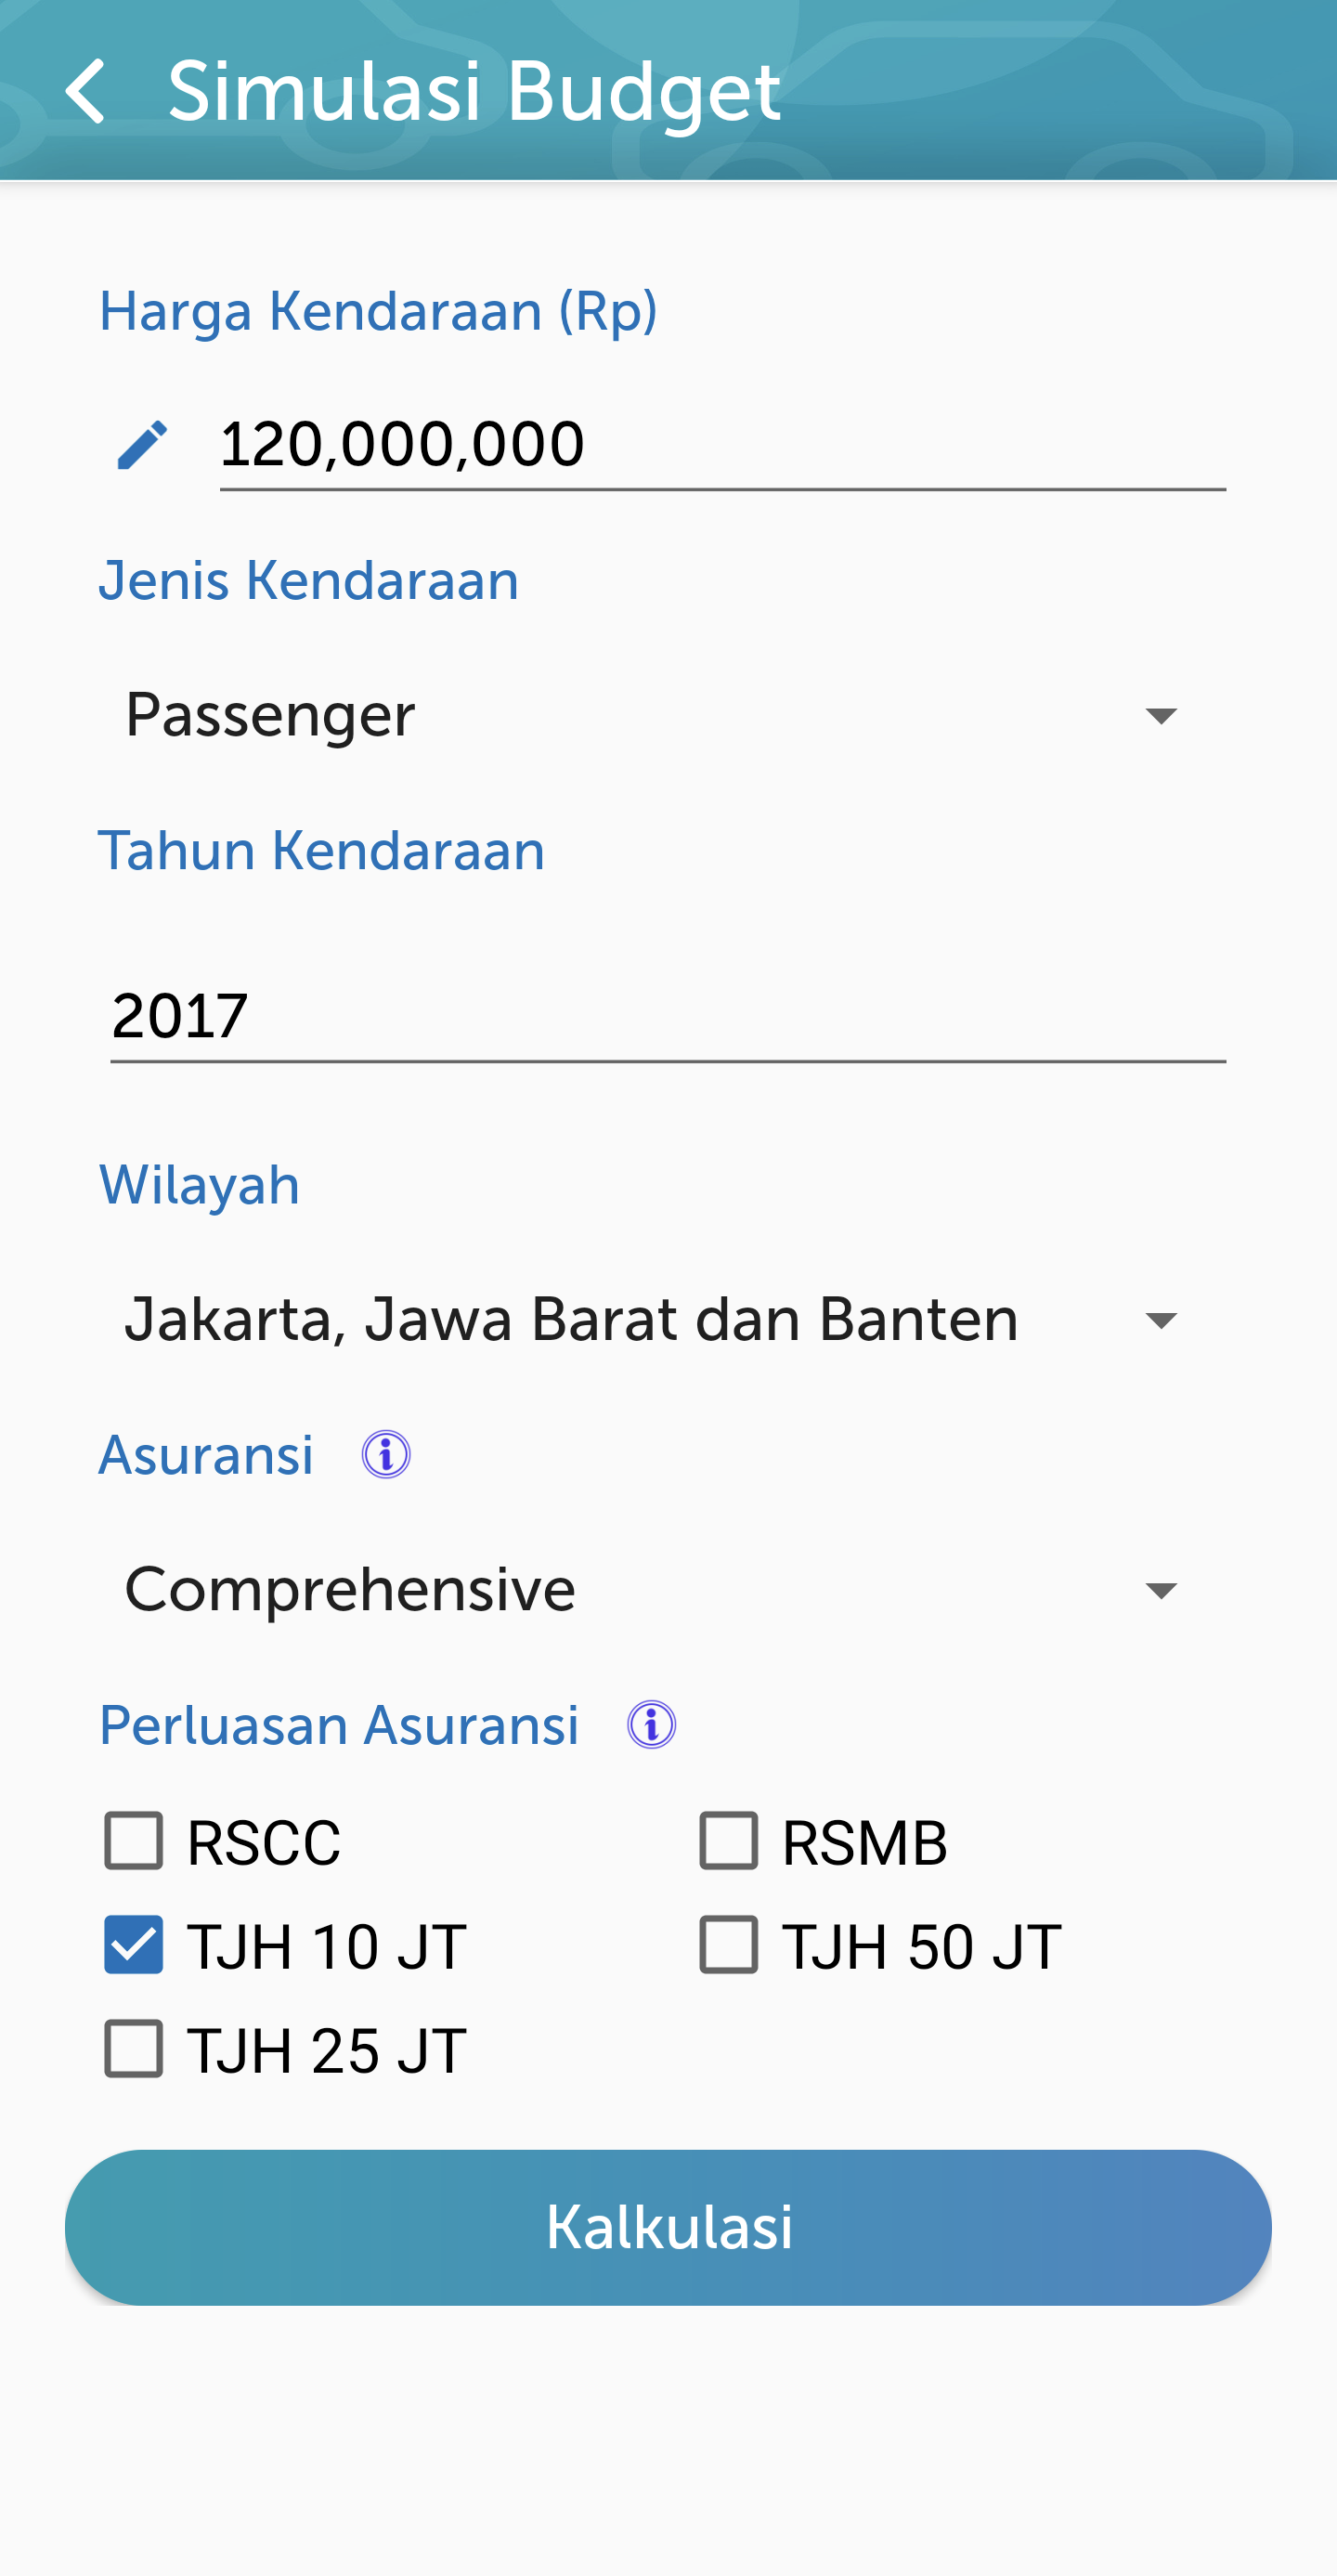 Simulasi Budget
Harga Kendaraan (Rp)
120,000,000
Jenis Kendaraan
Passenger
Tahun Kendaraan
2017
Wilayah
Jakarta, Jawa Barat dan Banten
Asuransi
Comprehensive
Perluasan Asuransi
RSCC RSMB
TJH 10 JT TJH 50 JT
TJH 25 JT
Kalkulasi